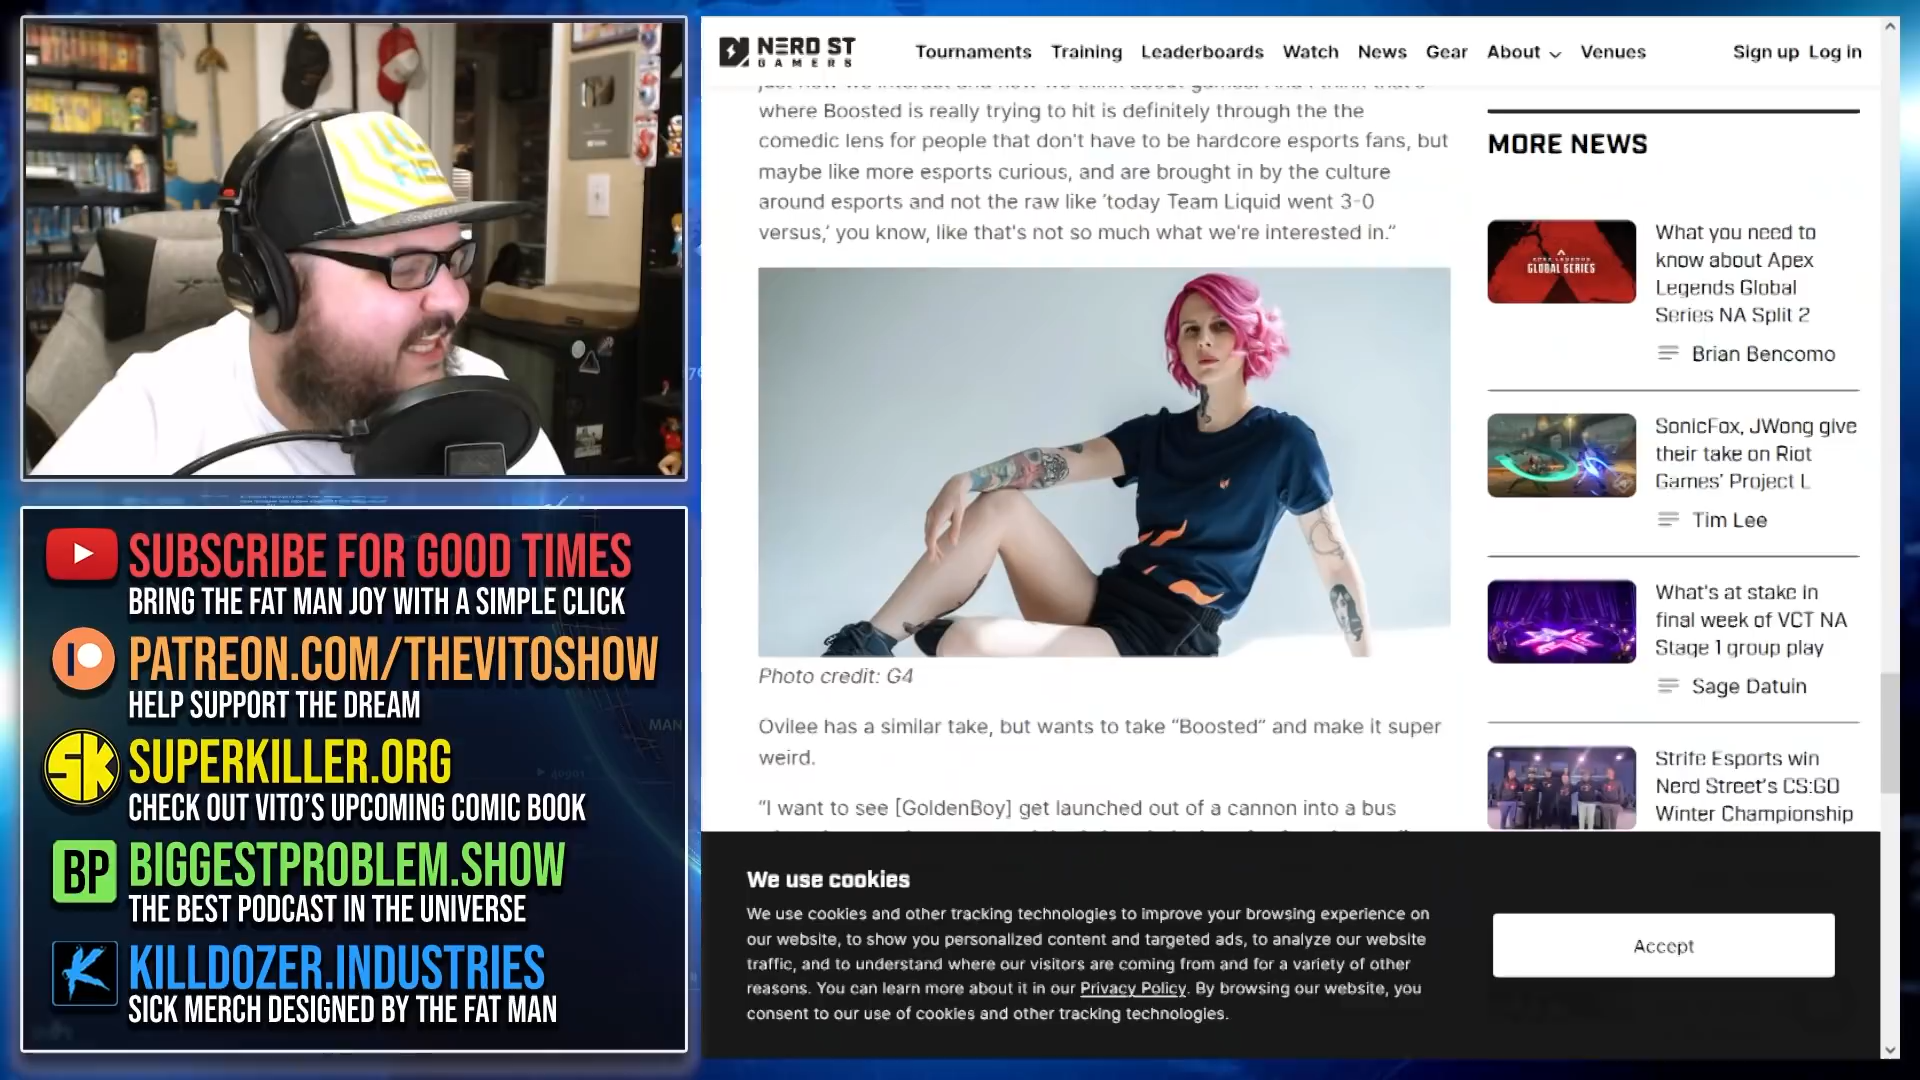 SUBSCRIBE FOR GOOD TIMES
BRING THE FAT MAN JOY WITH A SIMPLE CLICK
PATREON.COM/THEVITOSHOW
HELP SUPPORT THE DREAM
SK
SUPERKILLER.ORG
CHECK OUT VITO'S UPCOMING COMIC BOOK
BP
BIGGESTPROBLEM.SHOW
THE BEST PODCAST IN THE UNIVERSE
KILLDOZER.INDUSTRIES
SICK MERCH DESIGNED BY THE FAT MAN
MAN
NERD ST
GAMERS
Tournaments Training Leaderboards Watch News Gear About Venues Sign up Log in
where Boosted is really trying to hit is definitely through the the
comedic lens for people that don't have to be hardcore esports fans, but
maybe like more esports curious, and are brought in by the culture
around esports and not the raw like 'today Team Liquid went 3-0
versus,' you know, like that's not so much what we're interested in."
Photo credit: G4
Ovilee has a similar take, but wants to take "Boosted" and make it super
weird.
"I want to see [GoldenBoy] get launched out of a cannon into a bus
MORE NEWS
GLOBAL SERIES
What you need to
know about Apex
Legends Global
Series NA Split 2
Brian Bencomo
SonicFox, JWong give
their take on Riot
Games' Project L
Tim Lee
What's at stake in
final week of VCT NA
Stage 1 group play
Sage Datuin
Strife Esports win
Nerd Street's CS:GO
Winter Championship
We use cookies
We use cookies and other tracking technologies to improve your browsing experience on
our website, to show you personalized content and targeted ads, to analyze our website
traffic, and to understand where our visitors are coming from and for a variety of other
reasons. You can learn more about it in our Privacy Policy. By browsing our website, you
consent to our use of cookies and other tracking technologies.
Accept